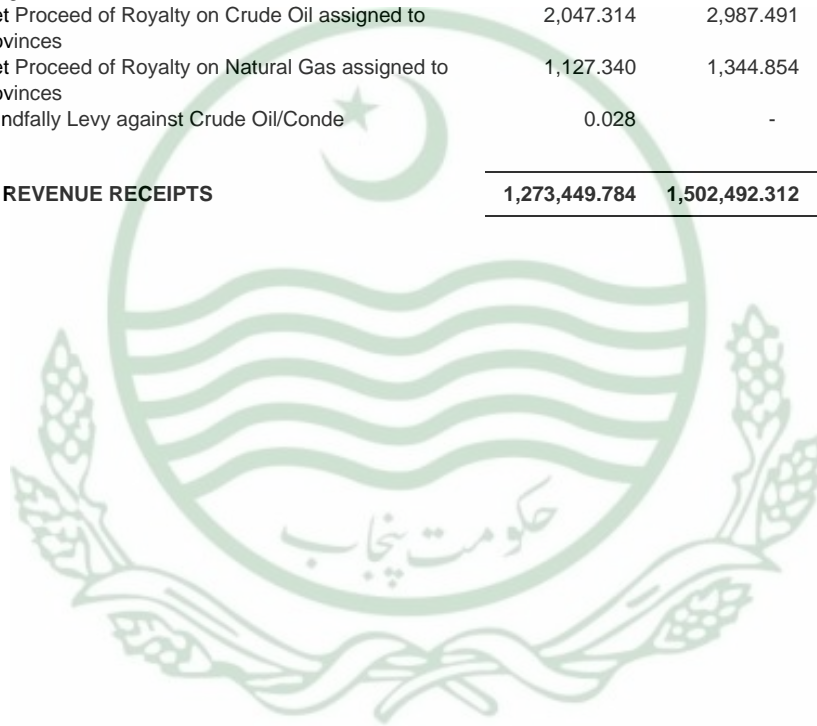 et Proceed of Royalty on Crude Oil assigned to 2,047.314 2,987.491
ovinces
et Proceed of Royalty on Natural Gas assigned to 1,127.340 1,344.854
ovinces
ndfally Levy against Crude Oil/Conde 0.028 -
REVENUE RECEIPTS 1,273,449.784 1,502,492.312
حکومت پنجاب